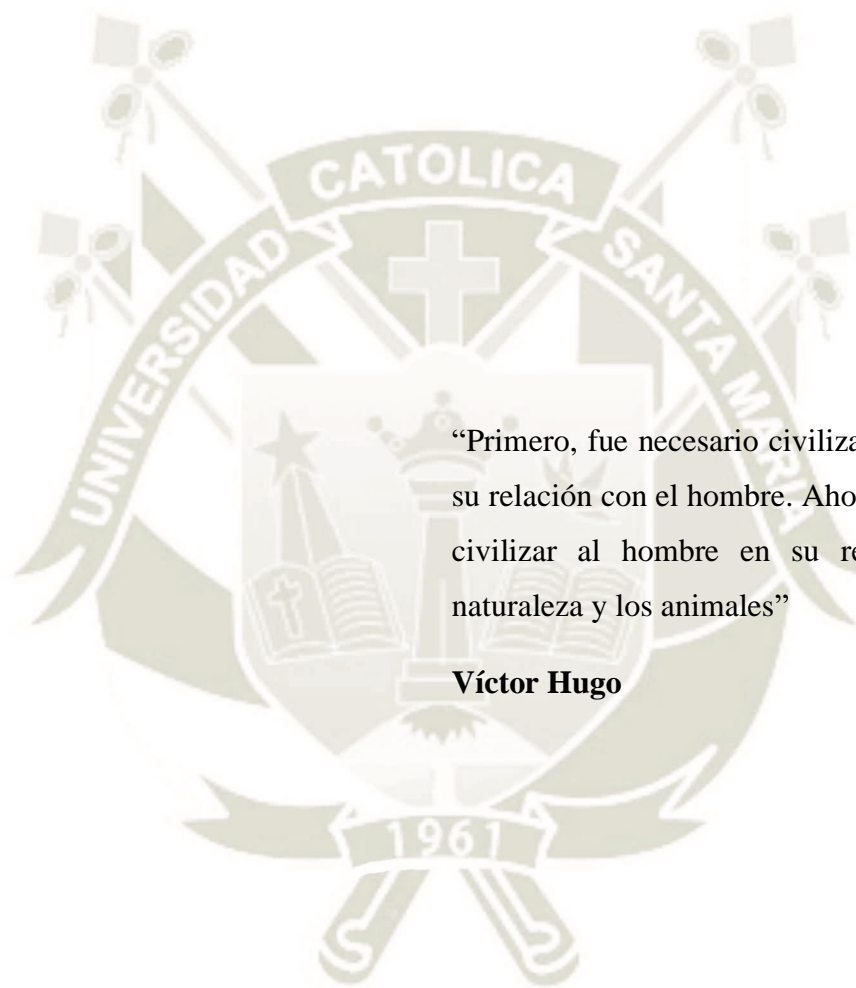 UNIVERSIDAD CATOLICA SANTA MARIA
“Primero, fue necesario civiliza
su relación con el hombre. Aho
civilizar al hombre en su re
naturaleza y los animales”
Víctor Hugo
1961